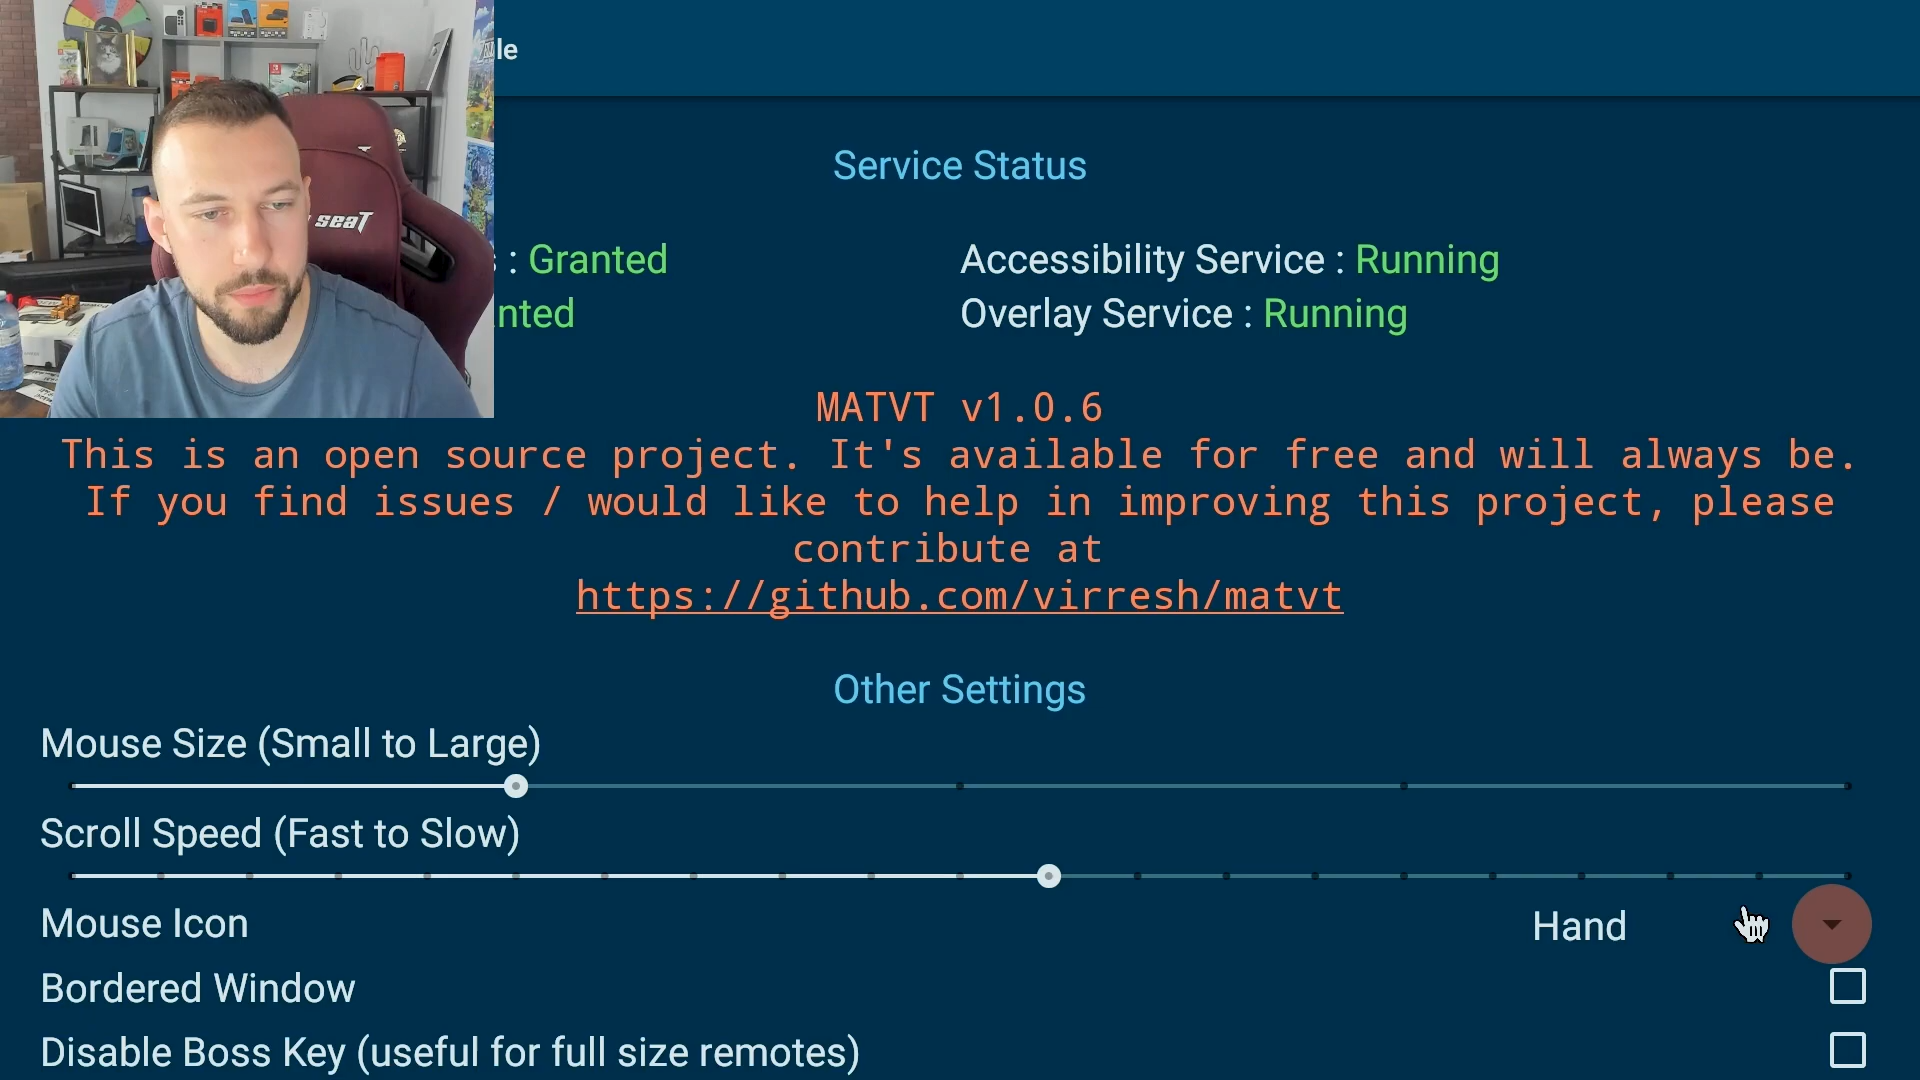 le
Service Status
: Granted
Accessibility Service : Running
nted
Overlay Service : Running
MATVT v1.0.6
This is an open source project. It's available for free and will always be.
If you find issues / would like to help in improving this project, please
contribute at
https://github.com/virresh/matvt
Other Settings
Mouse Size (Small to Large)
Scroll Speed (Fast to Slow)
Mouse Icon
Hand
Bordered Window
Disable Boss Key (useful for full size remotes)
seat